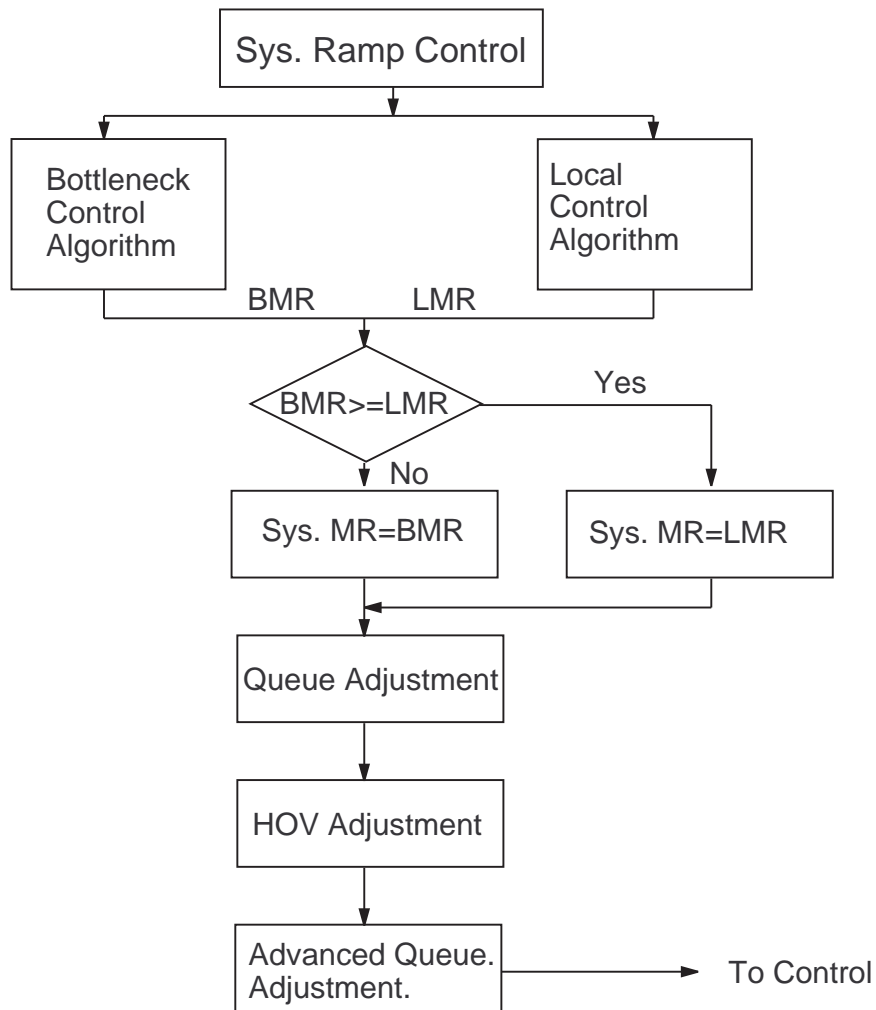 Sys. Ramp Control
Bottleneck
Control
Algorithm
Local
Control
Algorithm
BMR
LMR
BMR>=LMR
Yes
No
Sys. MR=BMR
Sys. MR=LMR
Queue Adjustment
HOV Adjustment
Advanced Queue.
Adjustment.
To Control